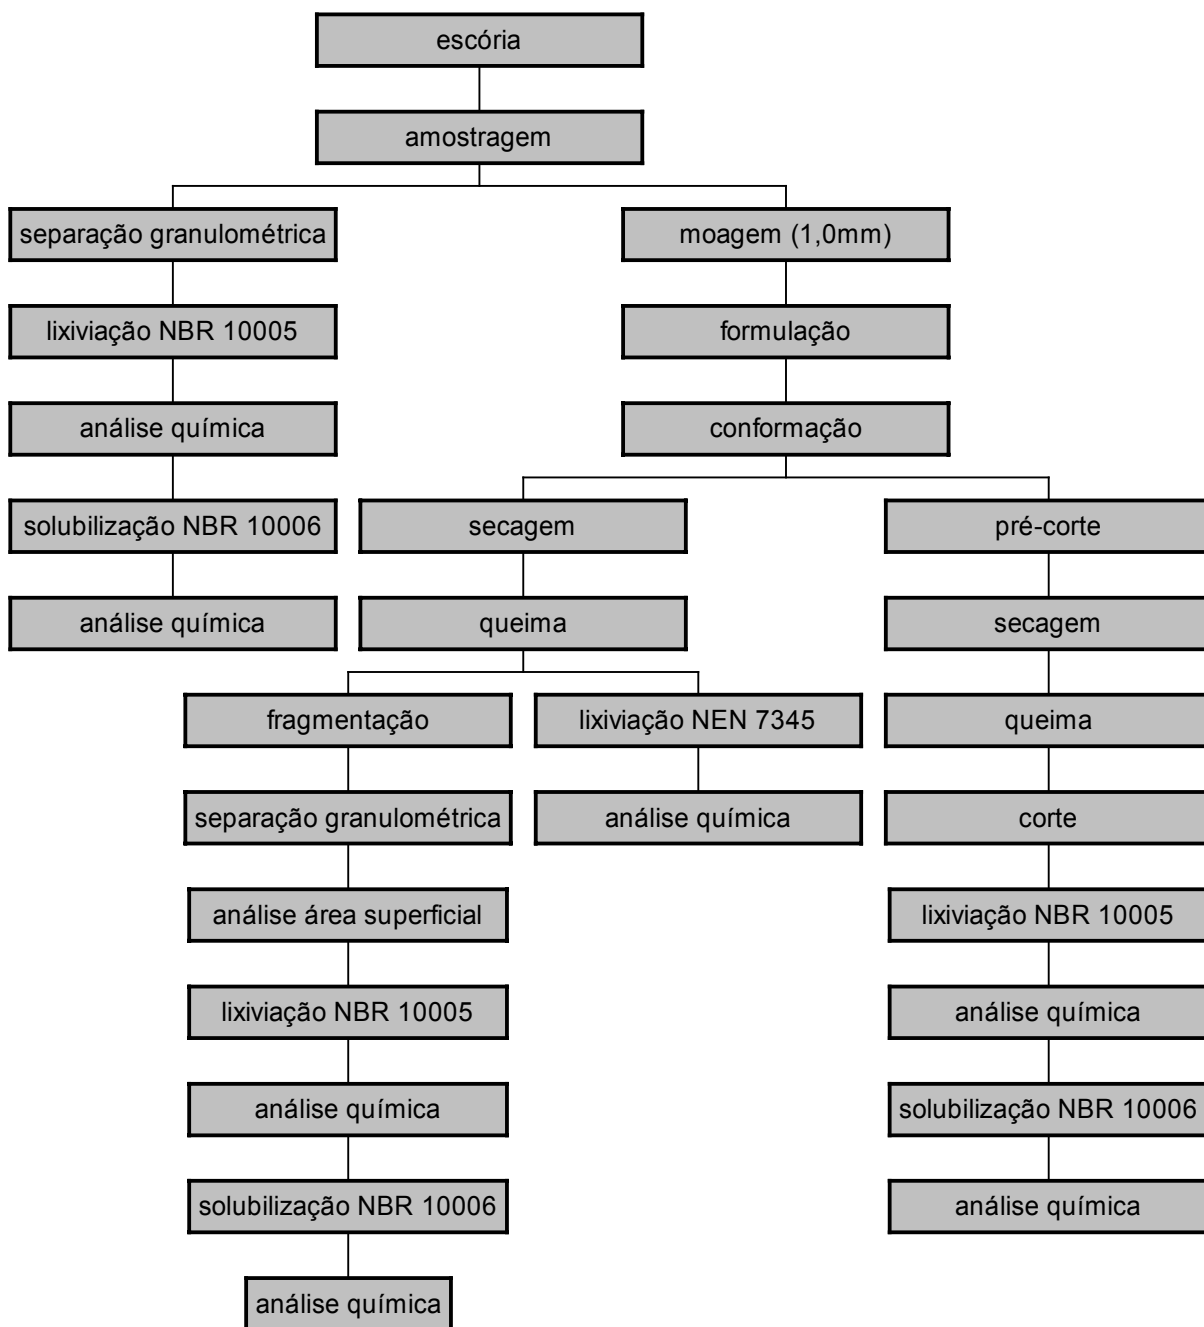 escória
amostragem
separação granulométrica
moagem (1,0mm)
lixiviação NBR 10005
formulação
análise química
conformação
solubilização NBR 10006
secagem
pré-corte
análise química
queima
secagem
fragmentação
lixiviação NEN 7345
queima
separação granulométrica
análise química
corte
análise área superficial
lixiviação NBR 10005
lixiviação NBR 10005
análise química
análise química
solubilização NBR 10006
solubilização NBR 10006
análise química
análise química